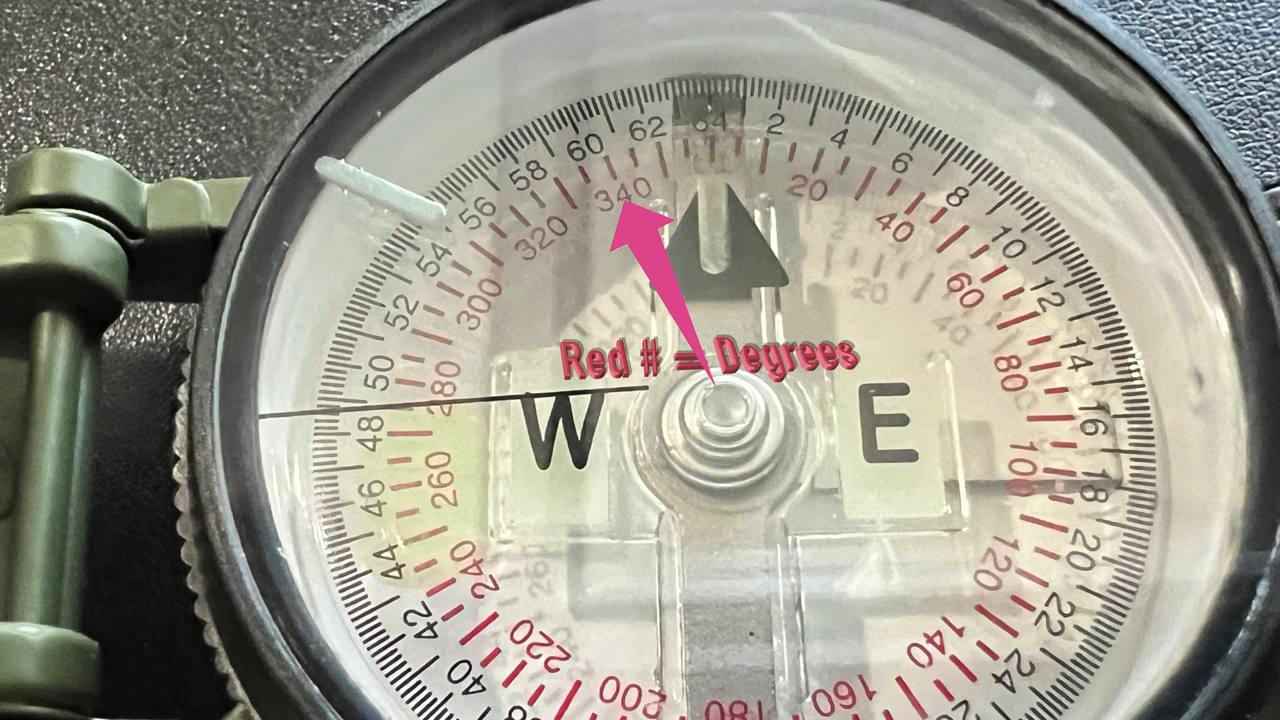 64 2 4 6 8 10 12 14 16 18 20 22 24
40 42 44 46 48 50 52 54 56 58 60 62
20 40 60 80 100 120 140 160 180 200 220 240 260 280 300 320 340
Red # = Degrees
W E